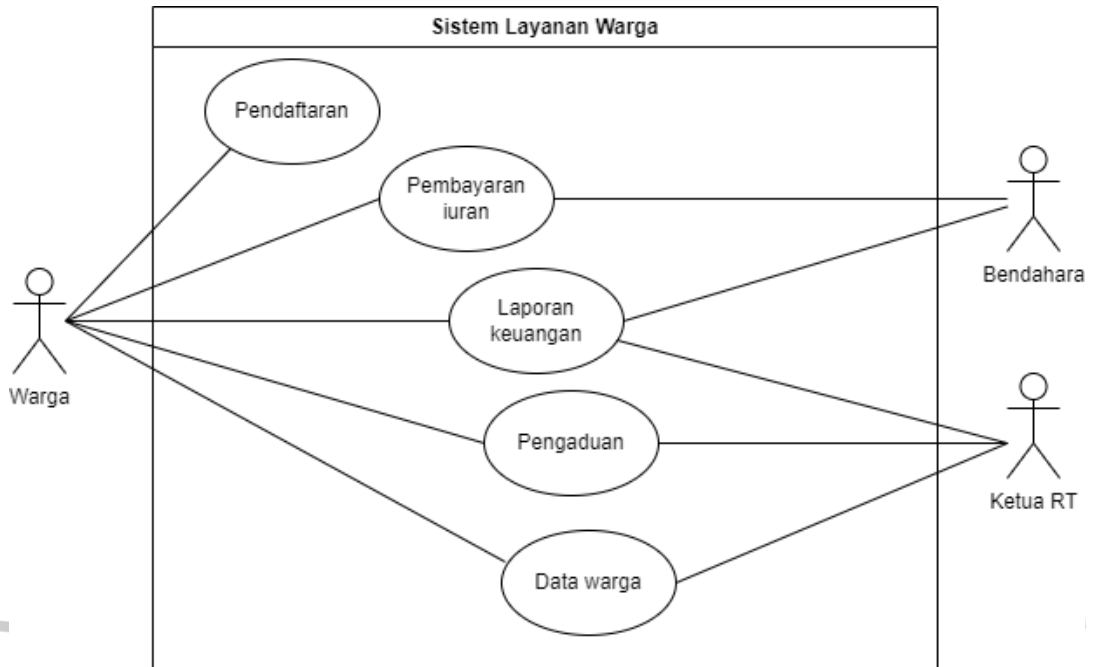 Sistem Layanan Warga
Pendaftaran
Pembayaran
iuran
Bendahara
Laporan
keuangan
Warga
Pengaduan
Ketua RT
Data warga